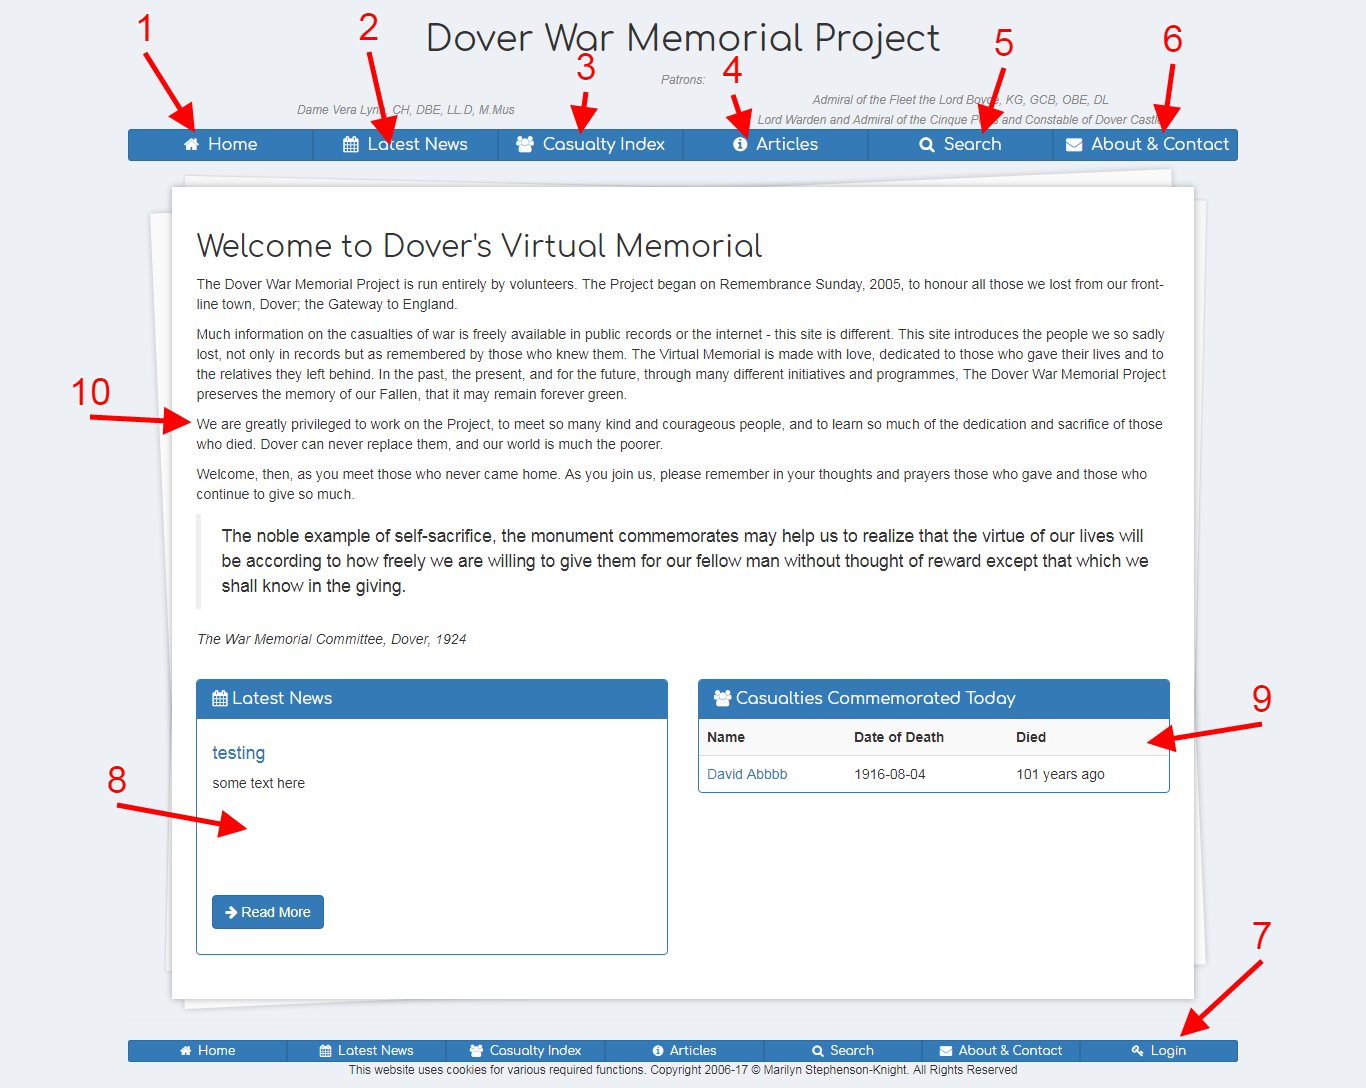 1
2
3
4
5
6
Dover War Memorial Project
Patrons:
Dame Vera Lynn, CH, DBE, LL.D, M.Mus
Admiral of the Fleet the Lord Boyce, KG, GCB, OBE, DL
Lord Warden and Admiral of the Cinque Ports and Constable of Dover Castle
Home
Latest News
Casualty Index
Articles
Search
About & Contact
Welcome to Dover's Virtual Memorial
The Dover War Memorial Project is run entirely by volunteers. The Project began on Remembrance Sunday, 2005, to honour all those we lost from our front-
line town, Dover; the Gateway to England.
Much information on the casualties of war is freely available in public records or the internet - this site is different. This site introduces the people we so sadly
lost, not only in records but as remembered by those who knew them. The Virtual Memorial is made with love, dedicated to those who gave their lives and to
the relatives they left behind. In the past, the present, and for the future, through many different initiatives and programmes, The Dover War Memorial Project
preserves the memory of our Fallen, that it may remain forever green.
10
We are greatly privileged to work on the Project, to meet so many kind and courageous people, and to learn so much of the dedication and sacrifice of those
who died. Dover can never replace them, and our world is much the poorer.
Welcome, then, as you meet those who never came home. As you join us, please remember in your thoughts and prayers those who gave and those who
continue to give so much.
The noble example of self-sacrifice, the monument commemorates may help us to realize that the virtue of our lives will
be according to how freely we are willing to give them for our fellow man without thought of reward except that which we
shall know in the giving.
The War Memorial Committee, Dover, 1924
Latest News
testing
some text here
8
Read More
Casualties Commemorated Today
9
Name Date of Death Died
David Abbbb 1916-08-04 101 years ago
7
Home
Latest News
Casualty Index
Articles
Search
About & Contact
Login
This website uses cookies for various required functions. Copyright 2006-17 © Marilyn Stephenson-Knight. All Rights Reserved